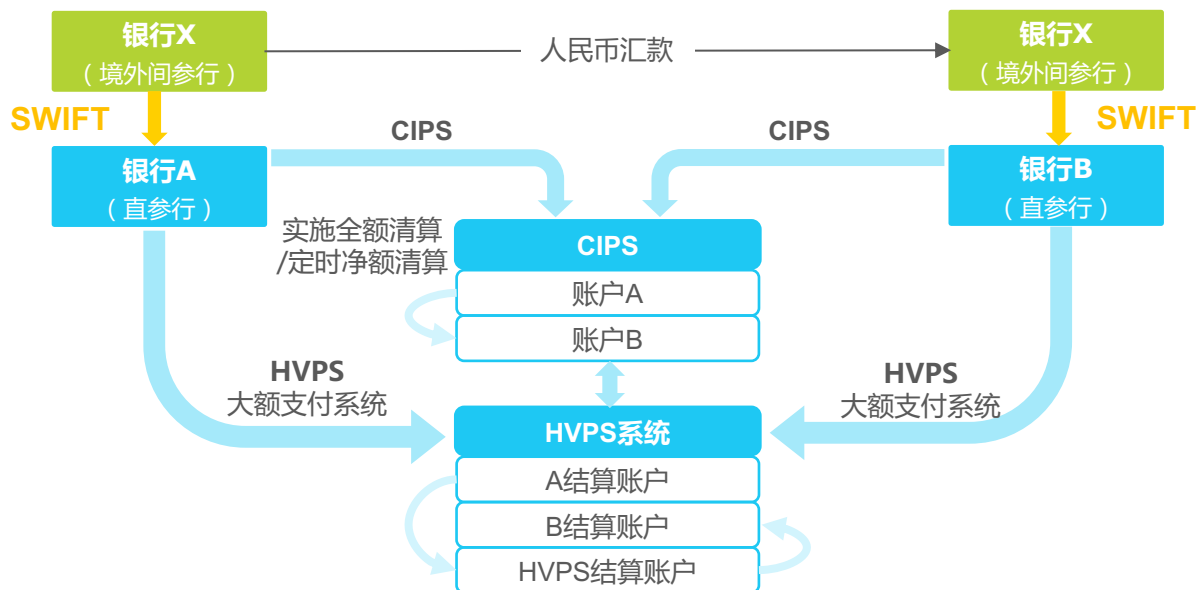 银行X
（境外间参行）
人民币汇款
银行X
（境外间参行）
SWIFT
SWIFT
CIPS
CIPS
银行A
（直参行）
银行B
（直参行）
实施全额清算
/定时净额清算
CIPS
账户A
账户B
HVPS
大额支付系统
HVPS
大额支付系统
HVPS系统
A结算账户
B结算账户
HVPS结算账户